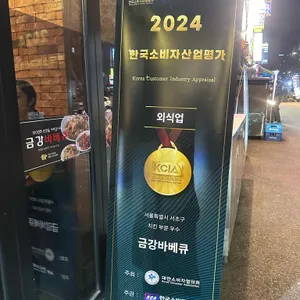 2024
한국소비자산업평가
Korea Customer Industry Appraisal
외식업
KCIA
서울특별시 서초구
치킨 부문 우수
금강바베큐
주최 :
대한소비자협의회
주관 :
금강바베